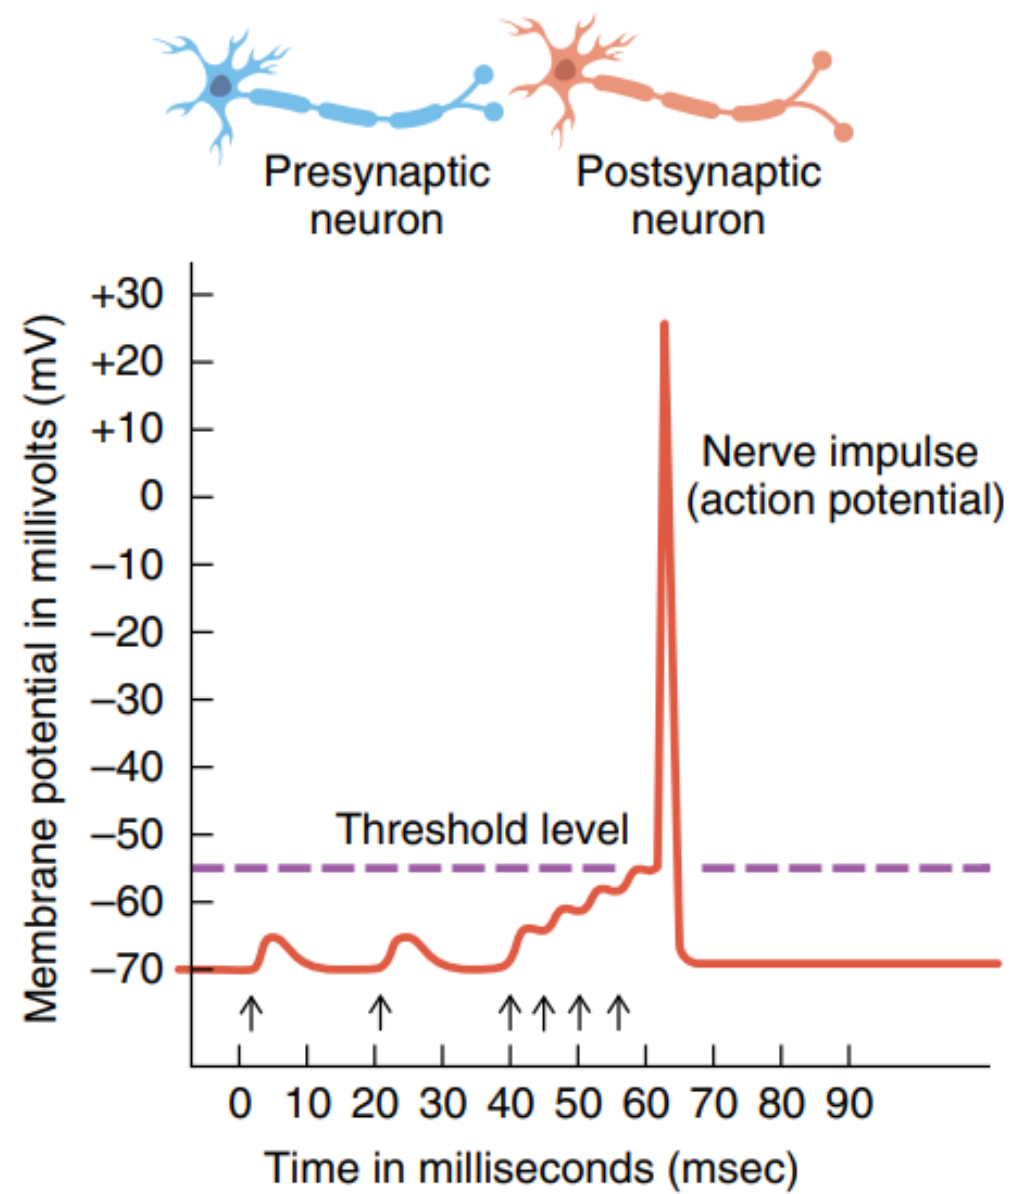 Presynaptic
neuron
Postsynaptic
neuron
Membrane potential in millivolts (mV)
+30
+20
+10
0
–10
–20
–30
–40
–50
–60
–70
Nerve impulse
(action potential)
Threshold level
0 10 20 30 40 50 60 70 80 90
Time in milliseconds (msec)